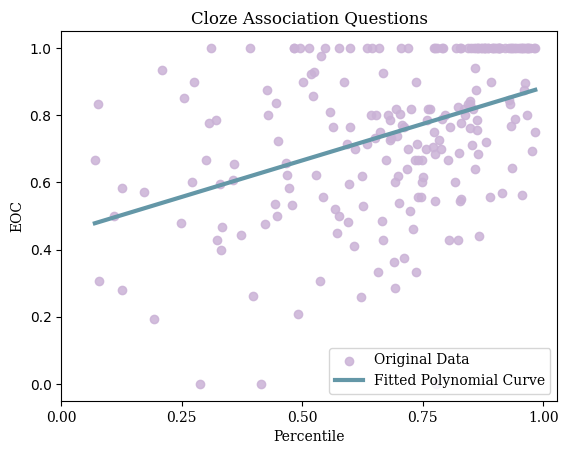 Cloze Association Questions
EOC
1.0
0.8
0.6
0.4
0.2
0.0
Original Data
Fitted Polynomial Curve
0.00
0.25
0.50
0.75
1.00
Percentile